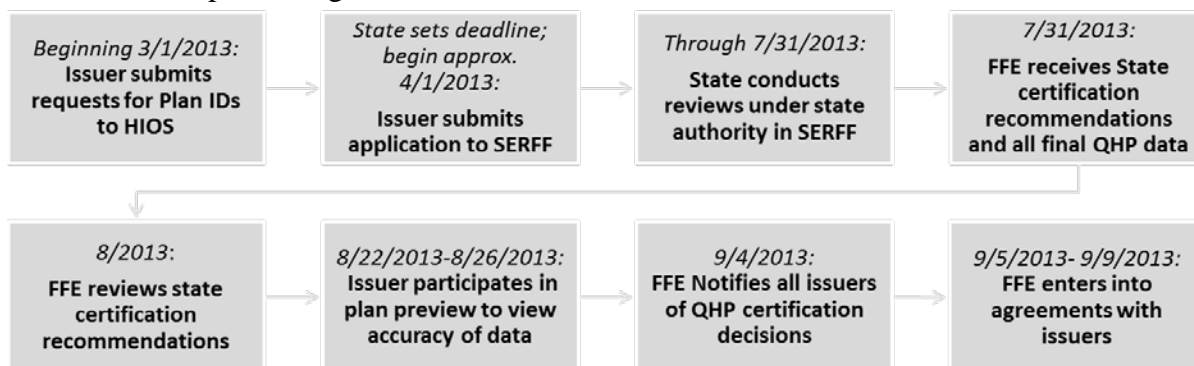 Beginning 3/1/2013:
Issuer submits
requests for Plan IDs
to HIOS
State sets deadline;
begin approx.
4/1/2013:
Issuer submits
application to SERFF
Through 7/31/2013:
State conducts
reviews under state
authority in SERFF
7/31/2013:
FFE receives State
certification
recommendations
and all final QHP data
8/2013:
FFE reviews state
certification
recommendations
8/22/2013-8/26/2013:
Issuer participates in
plan preview to view
accuracy of data
9/4/2013:
FFE Notifies all issuers
of QHP certification
decisions
9/5/2013- 9/9/2013:
FFE enters into
agreements with
issuers